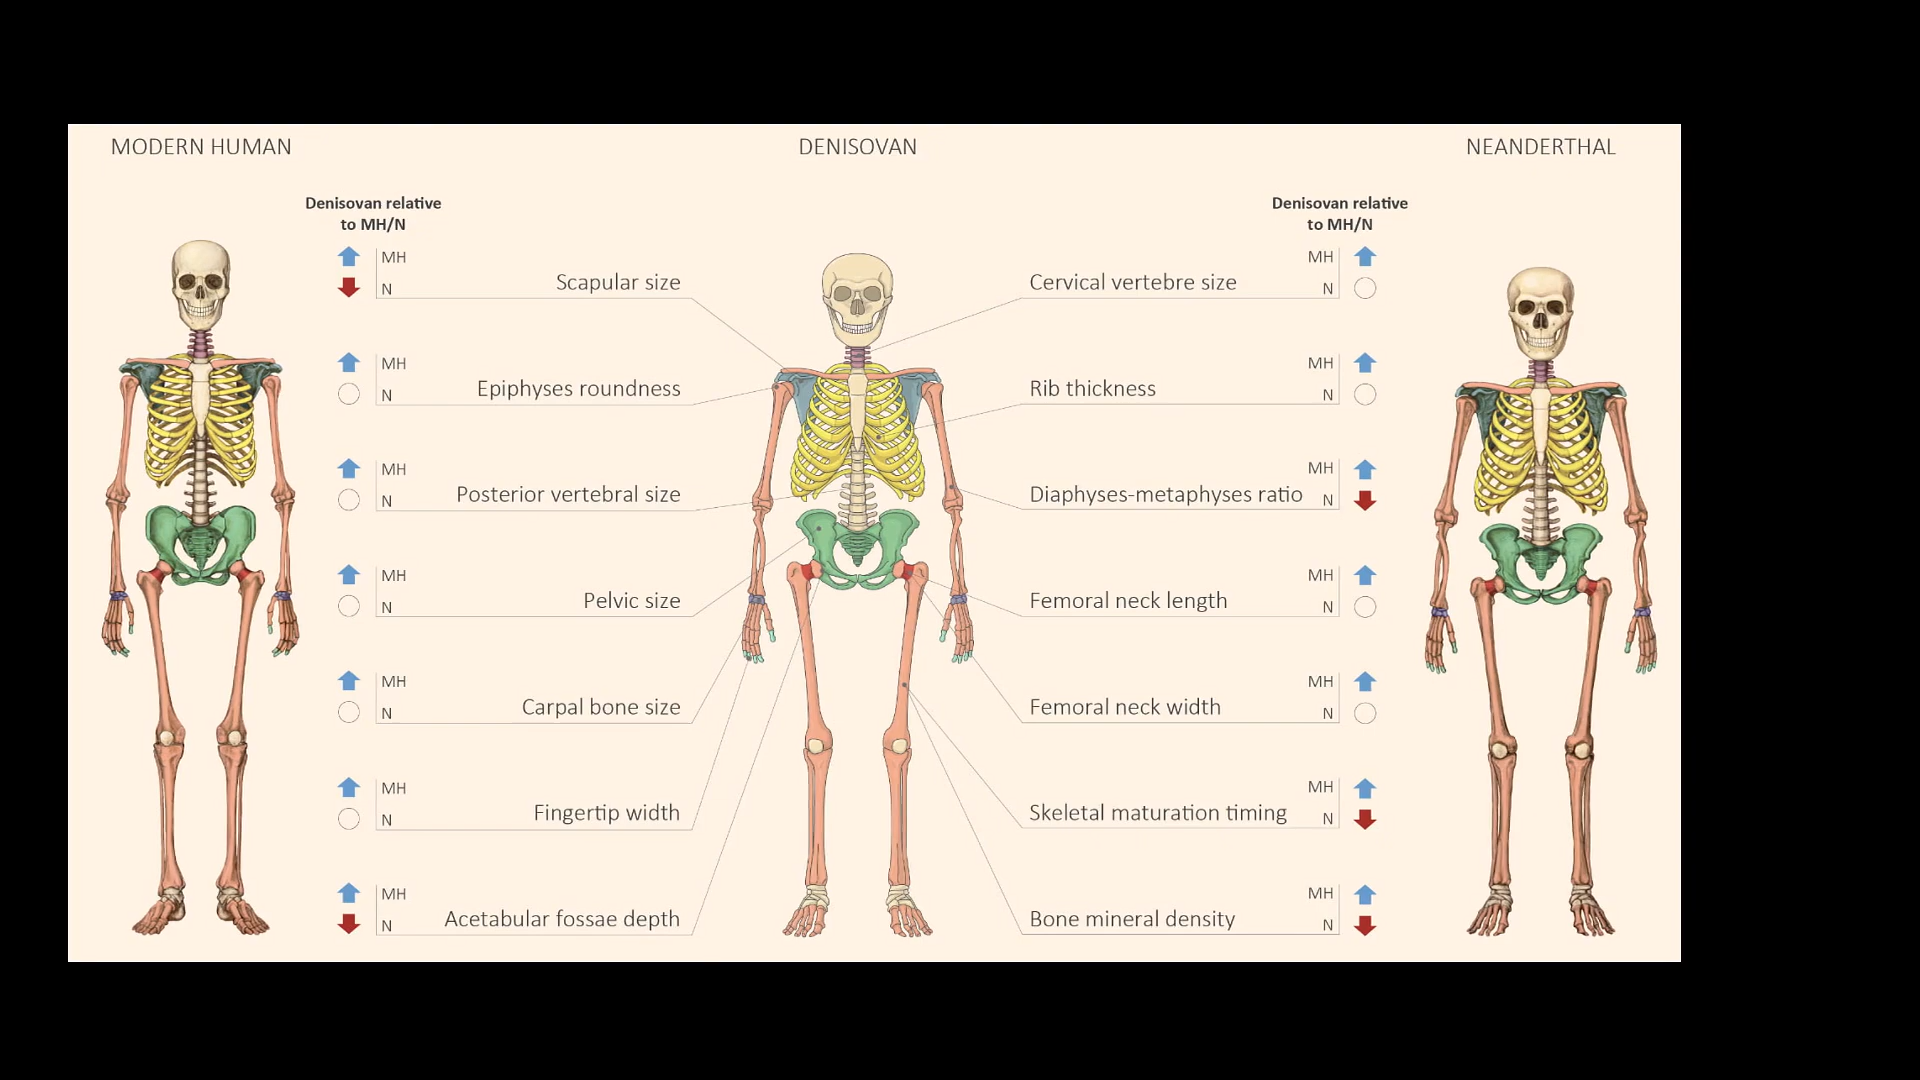 MODERN HUMAN
DENISOVAN
NEANDERTHAL
Denisovan relative
to MH/N
MH
N
Scapular size
MH
N
Epiphyses roundness
MH
N
Posterior vertebral size
MH
N
Pelvic size
MH
N
Carpal bone size
MH
N
Fingertip width
MH
N
Acetabular fossae depth
Denisovan relative
to MH/N
Cervical vertebre size
MH
N
Rib thickness
MH
N
Diaphyses-metaphyses ratio
MH
N
Femoral neck length
MH
N
Femoral neck width
MH
N
Skeletal maturation timing
MH
N
Bone mineral density
MH
N